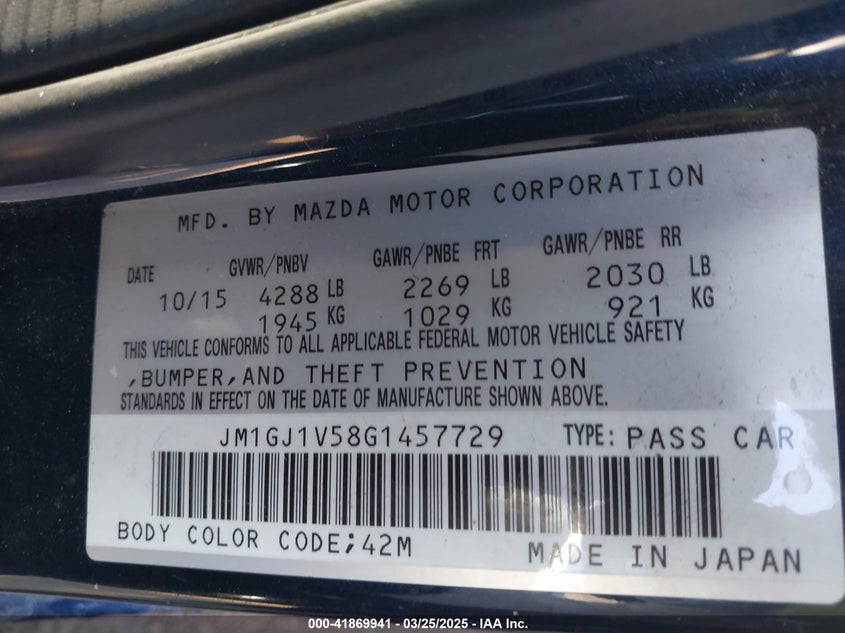 MFD. BY MAZDA MOTOR CORPORATION
DATE GVWR/PNBV GAWR/PNBE FRT GAWR/PNBE RR
10/15 4288 LB 2269 LB 2030 LB
1945 KG 1029 KG 921 KG
THIS VEHICLE CONFORMS TO ALL APPLICABLE FEDERAL MOTOR VEHICLE SAFETY
,BUMPER,AND THEFT PREVENTION
STANDARDS IN EFFECT ON THE DATE OF MANUFACTURE SHOWN ABOVE.
JM1GJ1V58G1457729 TYPE: PASS CAR
BODY COLOR CODE;42M MADE IN JAPAN
000-41869941 - 03/25/2025 - IAA Inc.